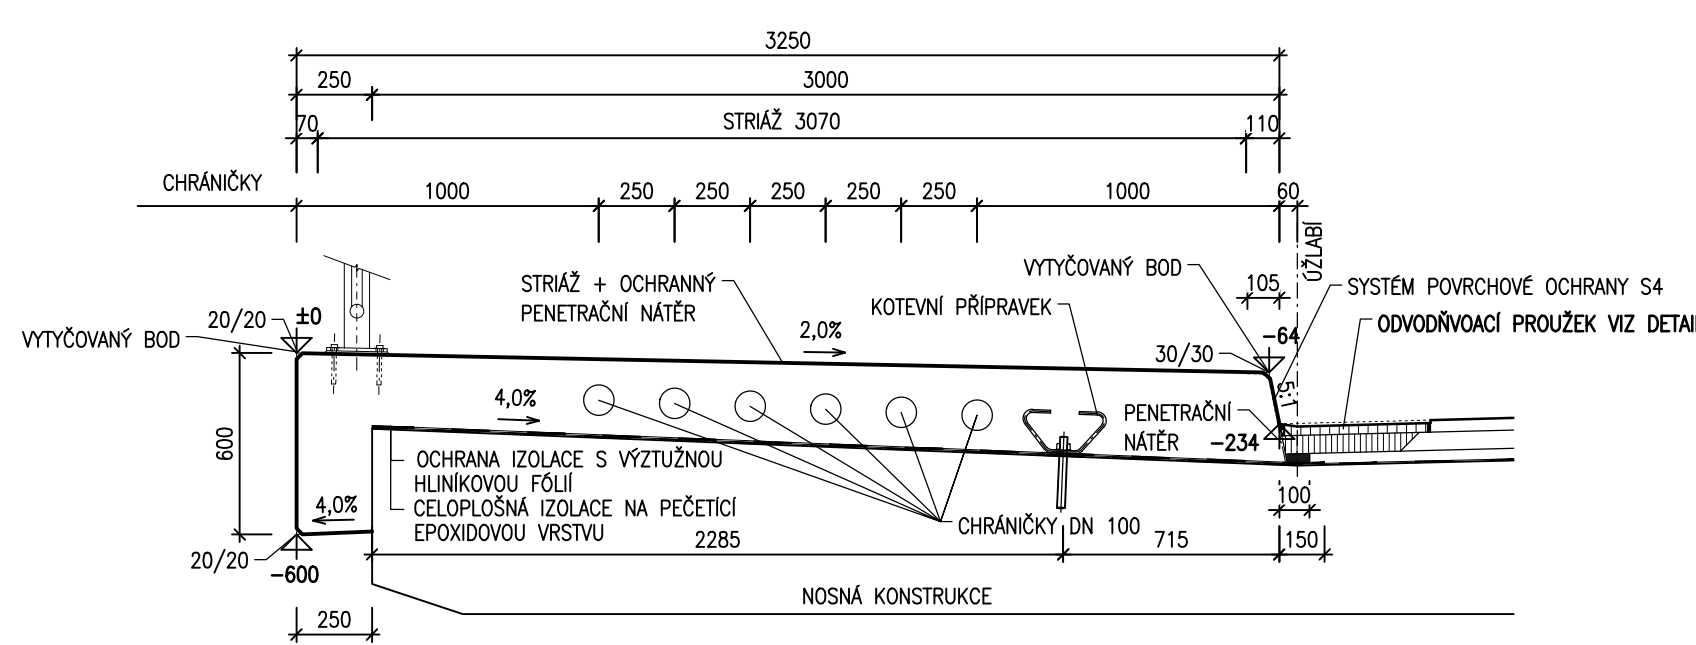 3250
250
3000
70
STRIÁŽ 3070
110
CHRÁNIČKY
1000
250
250
250
250
250
1000
60
ÚŽLABÍ
VYTYČOVANÝ BOD
STRIÁŽ + OCHRANNÝ
PENETRAČNÍ NÁTĚR
KOTEVNÍ PŘÍPRAVEK
105
SYSTÉM POVRCHOVÉ OCHRANY S4
20/20
±0
VYTYČOVANÝ BOD
2,0%
30/30
-64
ODVODŇVOACÍ PROUŽEK VIZ DETAI
4,0%
5:1
PENETRAČNÍ
NÁTĚR
-234
600
OCHRANA IZOLACE S VÝZTUŽNOU
HLINÍKOVOU FÓLIÍ
CELOPLOŠNÁ IZOLACE NA PEČETÍCÍ
EPOXIDOVOU VRSTVU
4,0%
100
CHRÁNIČKY DN 100
20/20
-600
2285
715
150
NOSNÁ KONSTRUKCE
250